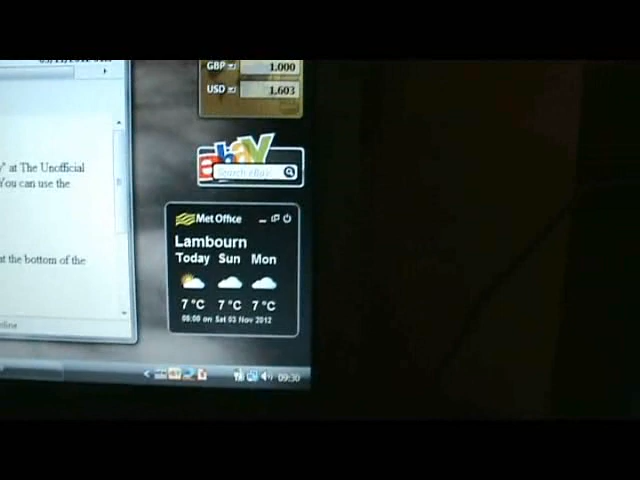 GBP 1.000
USD 1.603
ebay
Search eBay
" at The Unofficial
You can use the
Met Office
Lambourn
Today Sun Mon
at the bottom of the
7 °C 7 °C 7 °C
08:00 on Sat 03 Nov 2012
09:30